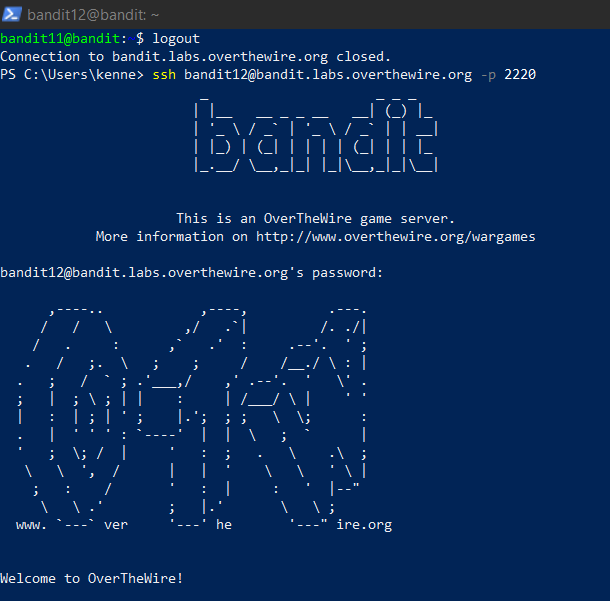 bandit12@bandit: ~
bandit11@bandit: $ logout
Connection to bandit.labs.overthewire.org closed.
PS C:\Users\kenne> ssh bandit12@bandit.labs.overthewire.org -p 2220
bandit
This is an OverTheWire game server.
More information on http://www.overthewire.org/wargames
bandit12@bandit.labs.overthewire.org's password:
www. ver he ire.org
Welcome to OverTheWire!